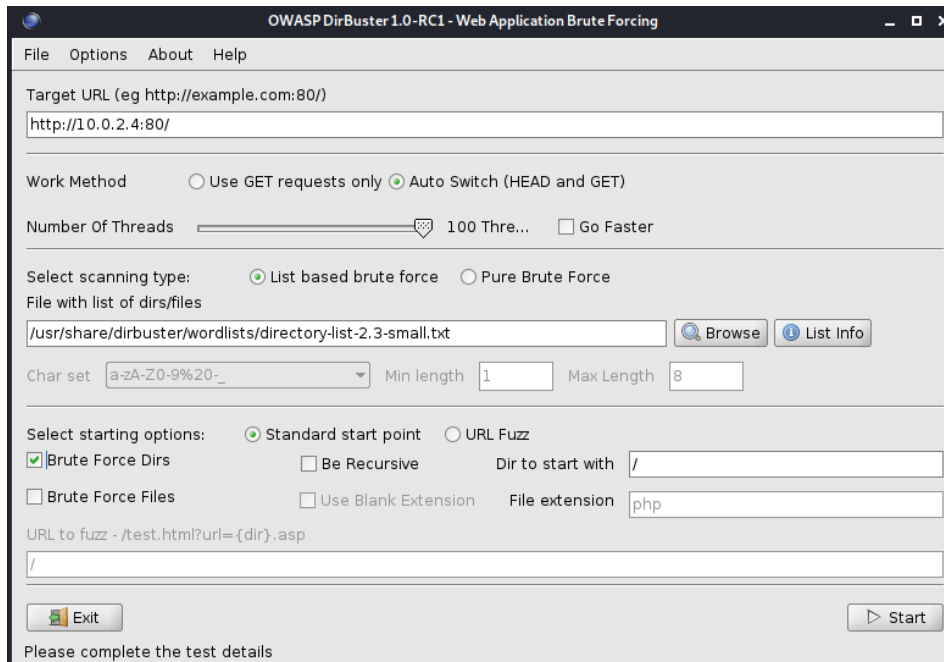 OWASP DirBuster 1.0-RC1 - Web Application Brute Forcing
File Options About Help
Target URL (eg http://example.com:80/)
http://10.0.2.4:80/
Work Method Use GET requests only Auto Switch (HEAD and GET)
Number Of Threads 100 Thre... Go Faster
Select scanning type: List based brute force Pure Brute Force
File with list of dirs/files
/usr/share/dirbuster/wordlists/directory-list-2.3-small.txt Browse List Info
Char set a-zA-Z0-9%20-_ Min length 1 Max Length 8
Select starting options: Standard start point URL Fuzz
Brute Force Dirs Be Recursive Dir to start with /
Brute Force Files Use Blank Extension File extension php
URL to fuzz - /test.html?url={dir}.asp
/
Exit Start
Please complete the test details